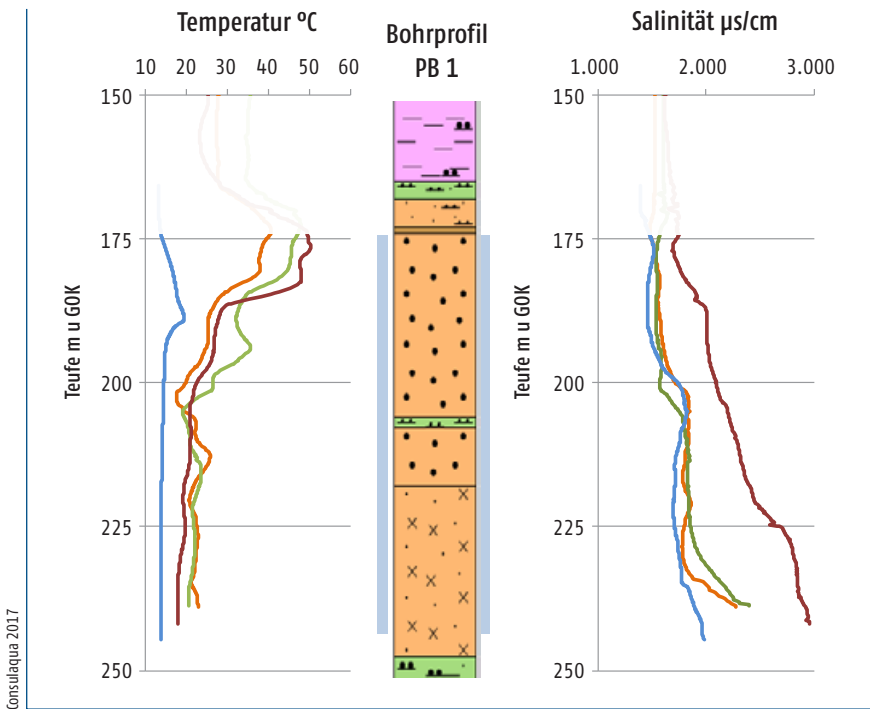 Temperatur ºC
10 20 30 40 50 60
150
175
200
225
250
Teufe m u GOK
Bohrprofil
PB 1
Salinität µs/cm
1.000 2.000 3.000
150
175
200
225
250
Teufe m u GOK
Consulaqua 2017